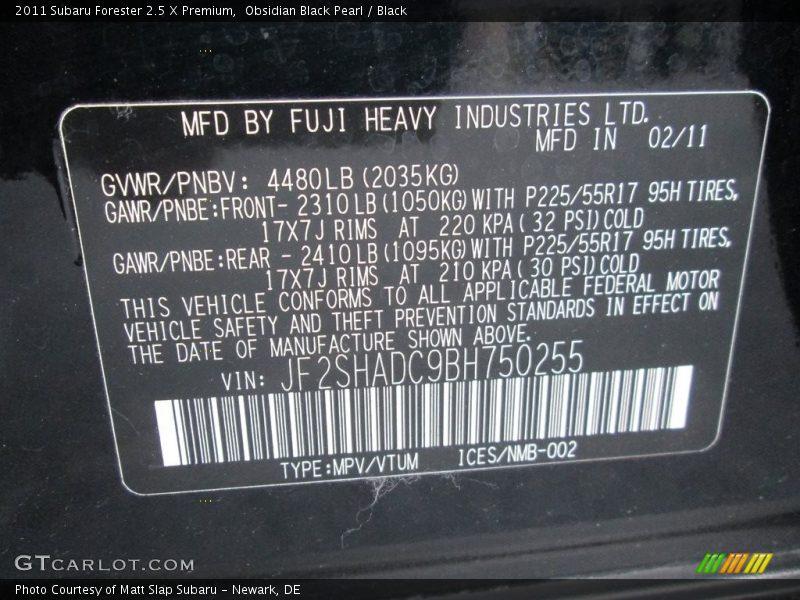 2011 Subaru Forester 2.5 X Premium, Obsidian Black Pearl / Black
MFD BY FUJI HEAVY INDUSTRIES LTD.
MFD IN 02/11
GVWR/PNBV: 4480LB(2035KG)
GAWR/PNBE:FRONT- 2310LB(1050KG)WITH P225/55R17 95H TIRES,
17X7J RIMS AT 220 KPA( 32 PSI)COLD
GAWR/PNBE:REAR - 2410LB(1095KG)WITH P225/55R17 95H TIRES,
17X7J RIMS AT 210 KPA( 30 PSI)COLD
THIS VEHICLE CONFORMS TO ALL APPLICABLE FEDERAL MOTOR
VEHICLE SAFETY AND THEFT PREVENTION STANDARDS IN EFFECT ON
THE DATE OF MANUFACTURE SHOWN ABOVE.
VIN: JF2SHADC9BH750255
TYPE:MPV/VTUM ICES/NMB-002
GTCARLOT.COM
Photo Courtesy of Matt Slap Subaru - Newark, DE